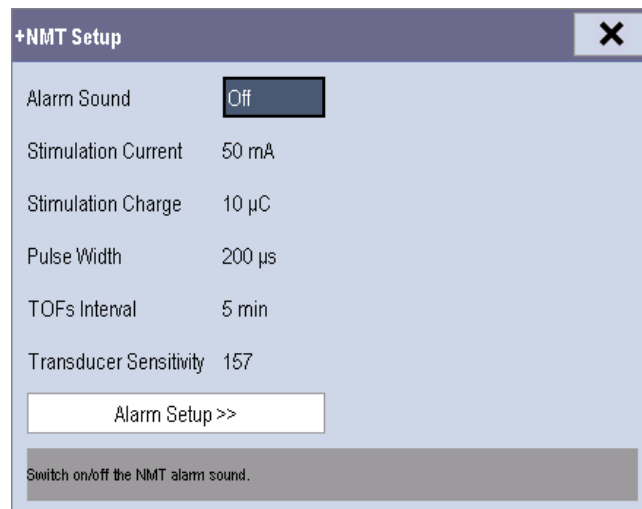 +NMT Setup
Alarm Sound Off
Stimulation Current 50 mA
Stimulation Charge 10 µC
Pulse Width 200 µs
TOFs Interval 5 min
Transducer Sensitivity 157
Alarm Setup >>
Switch on/off the NMT alarm sound.